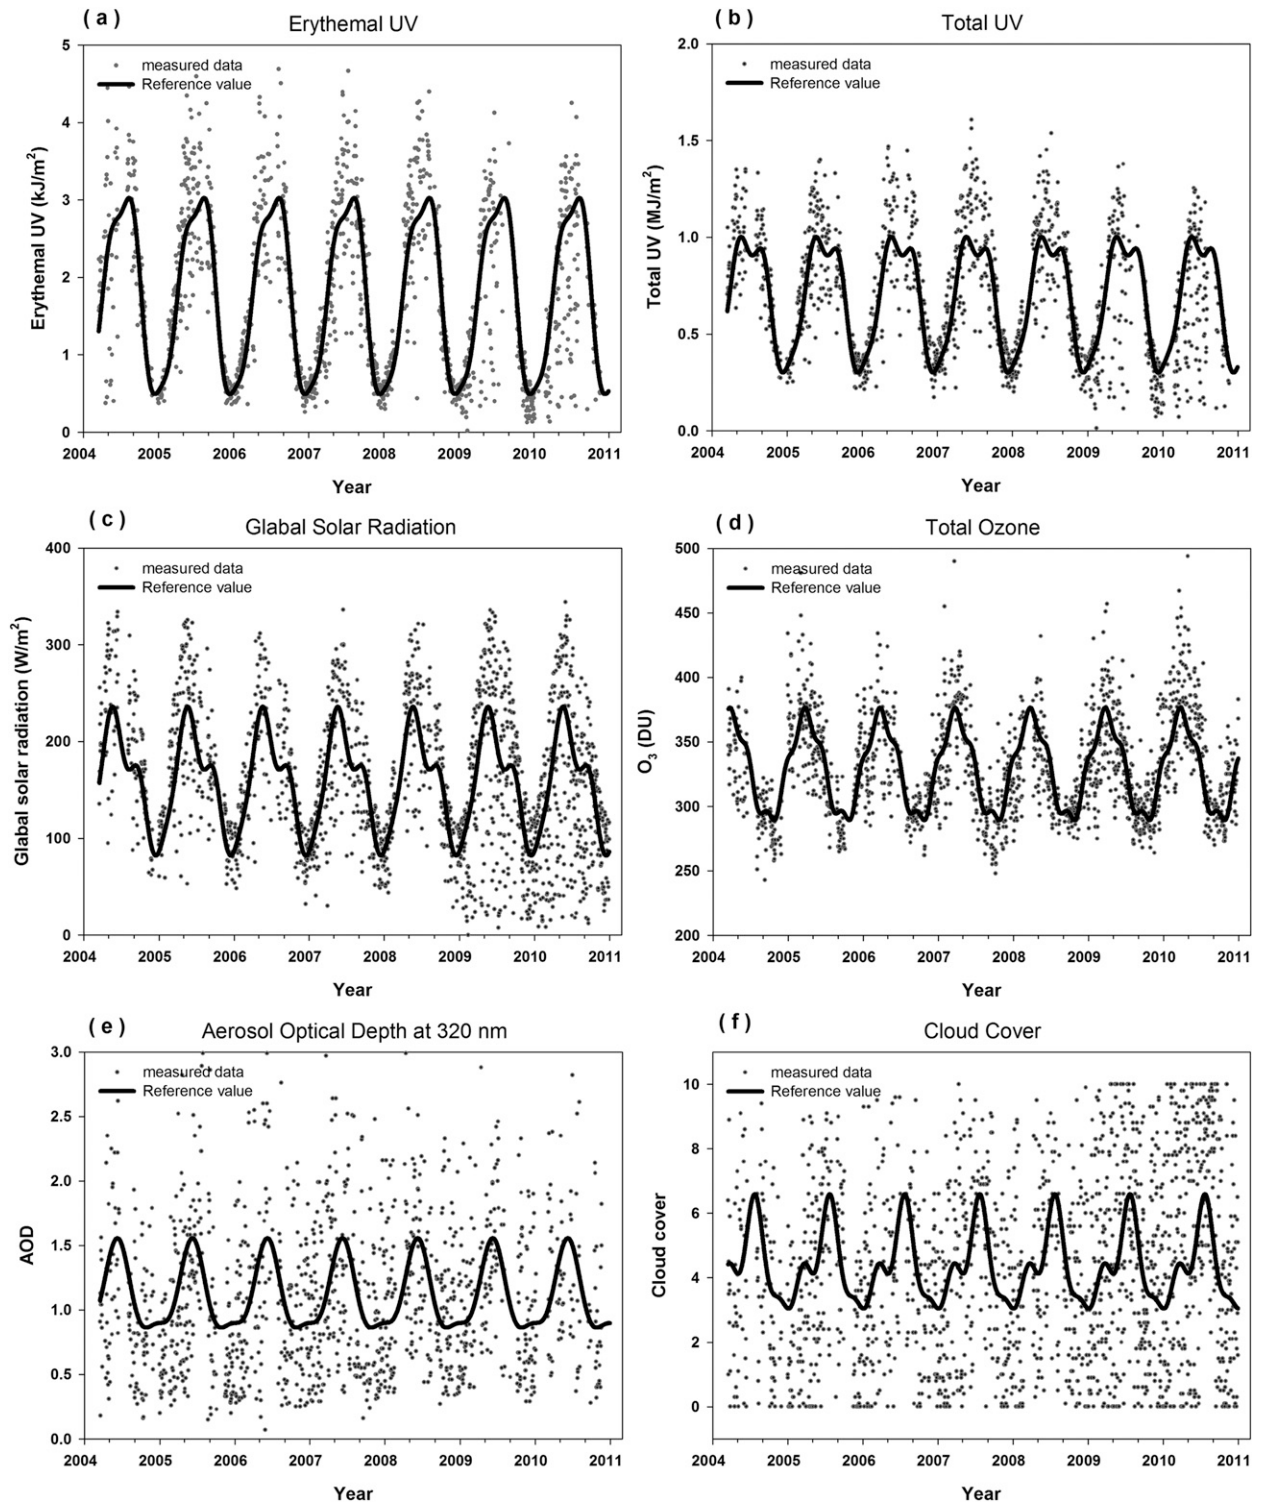 ( a )
Erythemal UV
measured data
Reference value
5
4
3
2
1
0
Erythemal UV (kJ/m²)
2004 2005 2006 2007 2008 2009 2010 2011
Year
( b )
Total UV
measured data
Reference value
2.0
1.5
1.0
0.5
0.0
Total UV (MJ/m²)
2004 2005 2006 2007 2008 2009 2010 2011
Year
( c )
Glabal Solar Radiation
measured data
Reference value
400
300
200
100
0
Glabal solar radiation (W/m²)
2004 2005 2006 2007 2008 2009 2010 2011
Year
( d )
Total Ozone
measured data
Reference value
500
450
400
350
300
250
200
O₃ (DU)
2004 2005 2006 2007 2008 2009 2010 2011
Year
( e )
Aerosol Optical Depth at 320 nm
measured data
Reference value
3.0
2.5
2.0
1.5
1.0
0.5
0.0
AOD
2004 2005 2006 2007 2008 2009 2010 2011
Year
( f )
Cloud Cover
measured data
Reference value
10
8
6
4
2
0
Cloud cover
2004 2005 2006 2007 2008 2009 2010 2011
Year